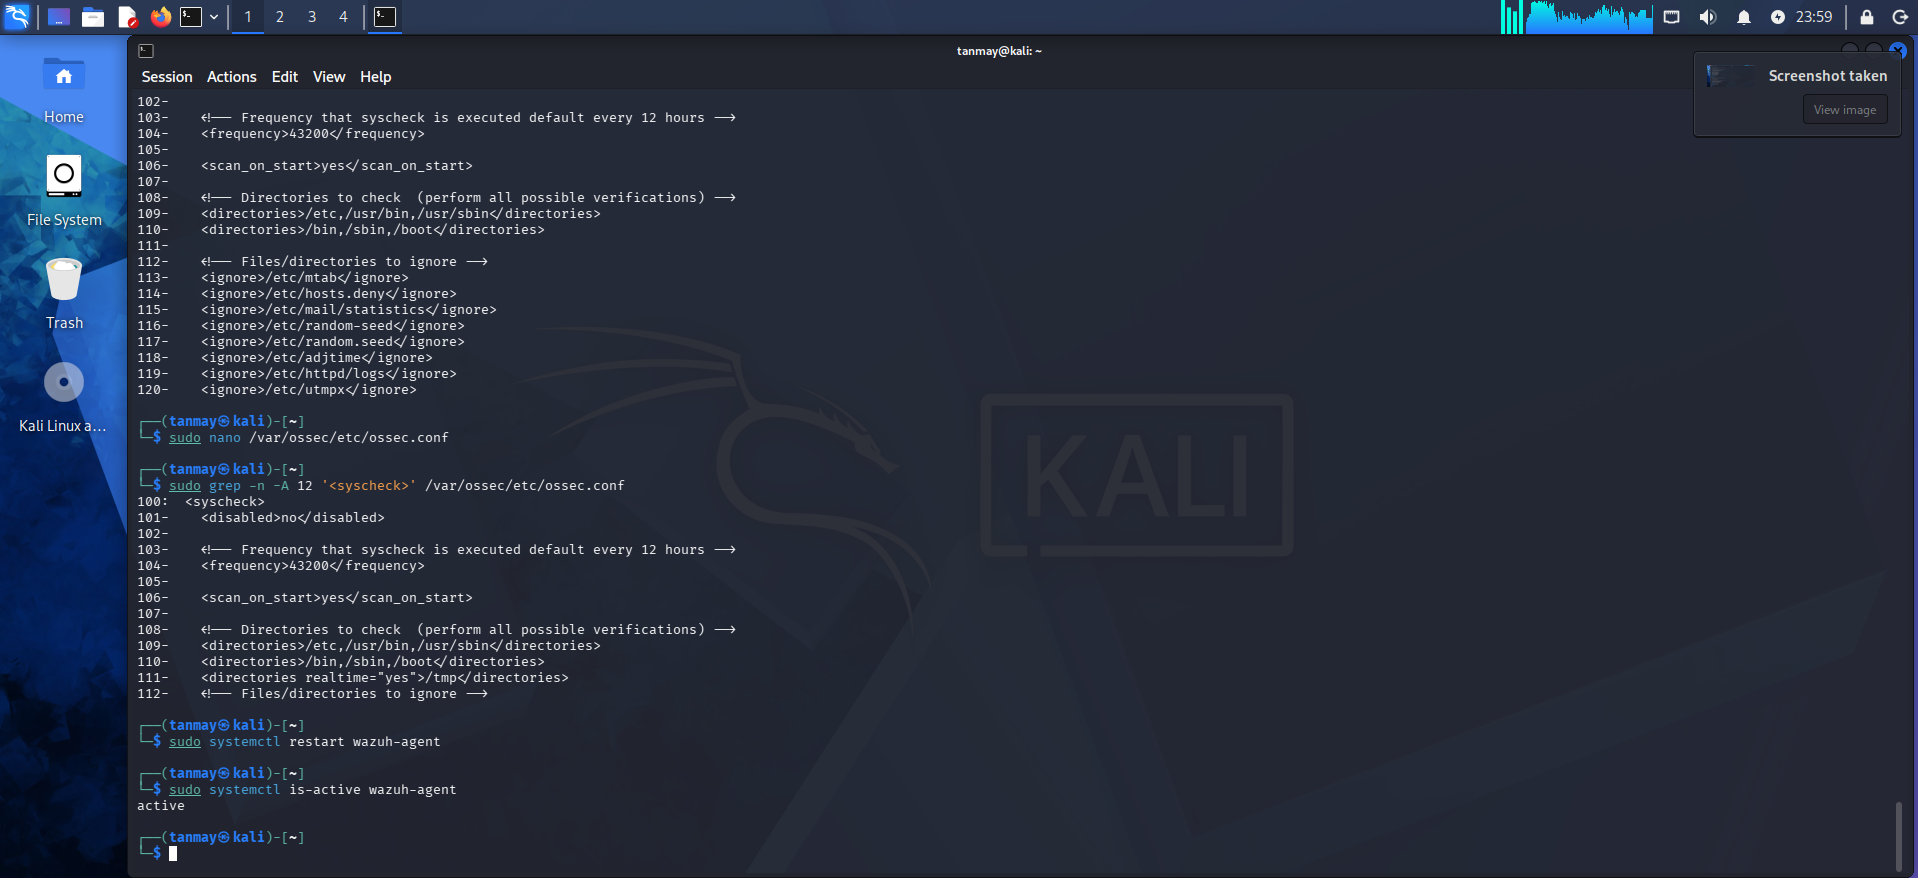 1 2 3 4
23:59
tanmay@kali: ~
Session Actions Edit View Help
Screenshot taken
View image
Home
File System
Trash
Kali Linux a...
KALI
102-
103-    <!-- Frequency that syscheck is executed default every 12 hours -->
104-    <frequency>43200</frequency>
105-
106-    <scan_on_start>yes</scan_on_start>
107-
108-    <!-- Directories to check  (perform all possible verifications) -->
109-    <directories>/etc,/usr/bin,/usr/sbin</directories>
110-    <directories>/bin,/sbin,/boot</directories>
111-
112-    <!-- Files/directories to ignore -->
113-    <ignore>/etc/mtab</ignore>
114-    <ignore>/etc/hosts.deny</ignore>
115-    <ignore>/etc/mail/statistics</ignore>
116-    <ignore>/etc/random-seed</ignore>
117-    <ignore>/etc/random.seed</ignore>
118-    <ignore>/etc/adjtime</ignore>
119-    <ignore>/etc/httpd/logs</ignore>
120-    <ignore>/etc/utmpx</ignore>
┌──(tanmay㉿kali)-[~]
└─$ sudo nano /var/ossec/etc/ossec.conf
┌──(tanmay㉿kali)-[~]
└─$ sudo grep -n -A 12 '<syscheck>' /var/ossec/etc/ossec.conf
100:  <syscheck>
101-    <disabled>no</disabled>
102-
103-    <!-- Frequency that syscheck is executed default every 12 hours -->
104-    <frequency>43200</frequency>
105-
106-    <scan_on_start>yes</scan_on_start>
107-
108-    <!-- Directories to check  (perform all possible verifications) -->
109-    <directories>/etc,/usr/bin,/usr/sbin</directories>
110-    <directories>/bin,/sbin,/boot</directories>
111-    <directories realtime="yes">/tmp</directories>
112-    <!-- Files/directories to ignore -->
┌──(tanmay㉿kali)-[~]
└─$ sudo systemctl restart wazuh-agent
┌──(tanmay㉿kali)-[~]
└─$ sudo systemctl is-active wazuh-agent
active
┌──(tanmay㉿kali)-[~]
└─$